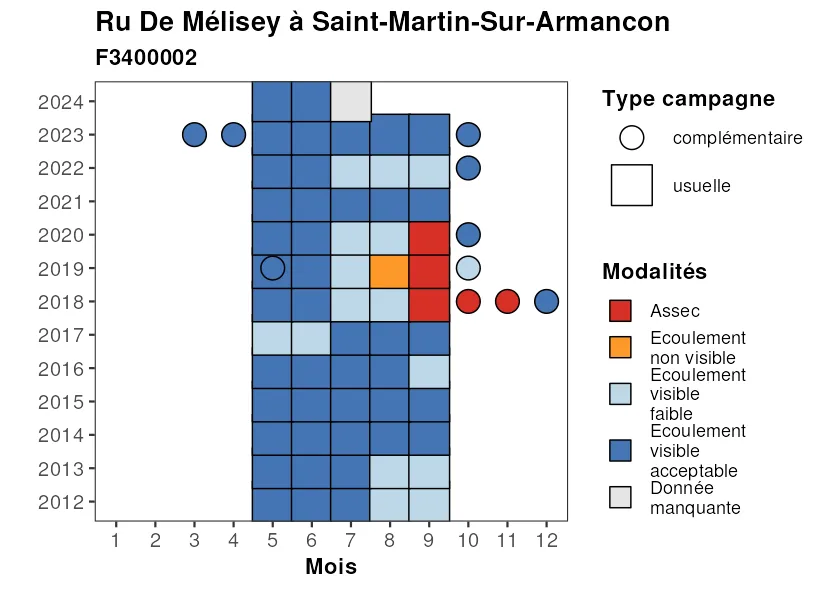 Ru De Mélisey à Saint-Martin-Sur-Armancon
F3400002
2024
2023
2022
2021
2020
2019
2018
2017
2016
2015
2014
2013
2012
1 2 3 4 5 6 7 8 9 10 11 12
Mois
Type campagne
complémentaire
usuelle
Modalités
Assec
Ecoulement
non visible
Ecoulement
visible
faible
Ecoulement
visible
acceptable
Donnée
manquante